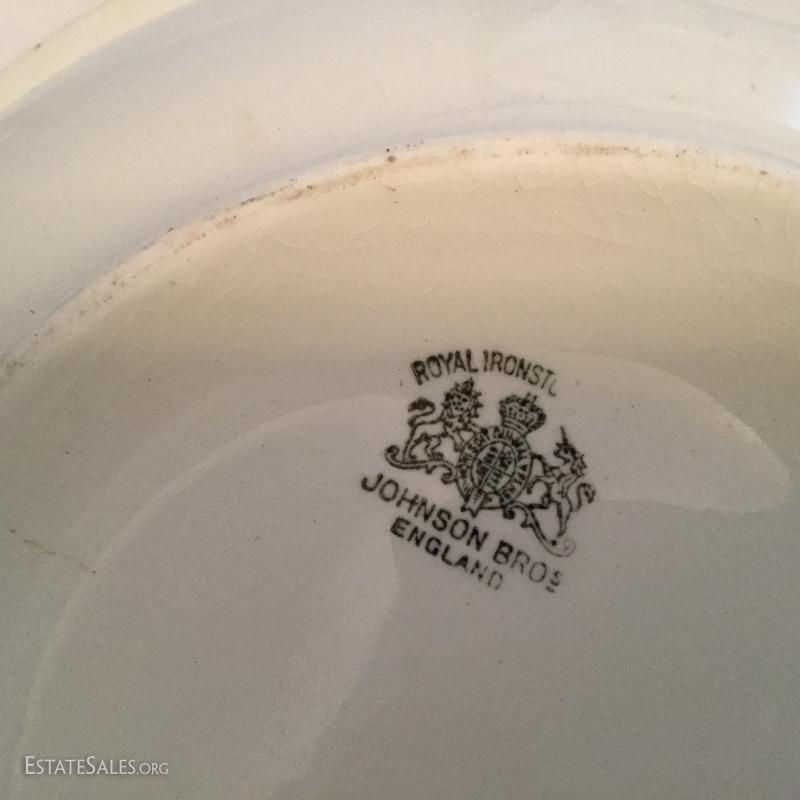 ROYAL IRONST
JOHNSON BROS
ENGLAND
ESTATESALES.ORG